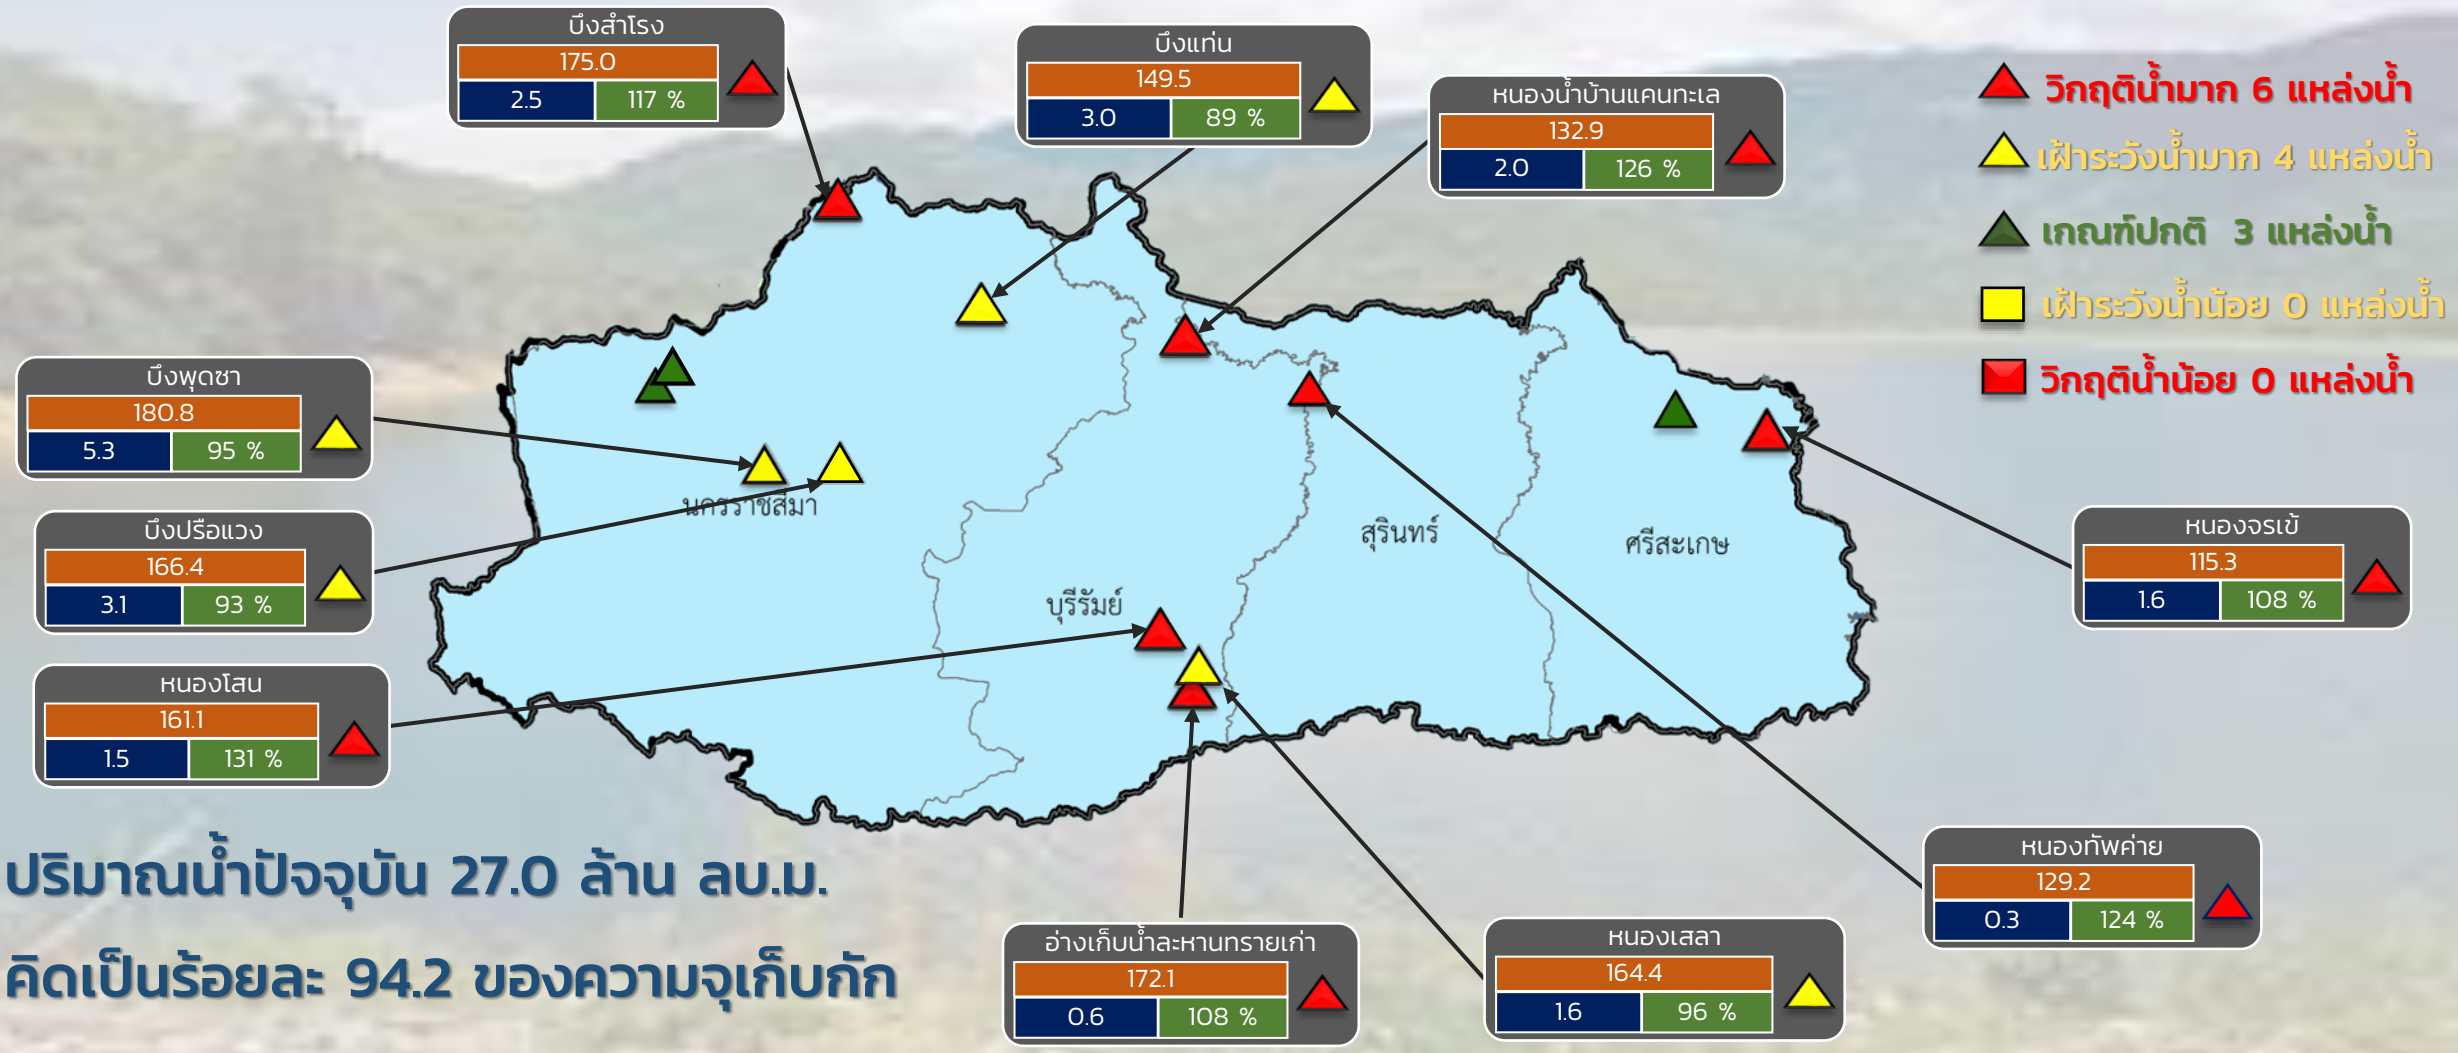 บึงสำโรง
175.0
2.5 117 %
บึงแท่น
149.5
3.0 89 %
หนองน้ำบ้านแคนทะเล
132.9
2.0 126 %
วิกฤติน้ำมาก 6 แหล่งน้ำ
เฝ้าระวังน้ำมาก 4 แหล่งน้ำ
เกณฑ์ปกติ 3 แหล่งน้ำ
เฝ้าระวังน้ำน้อย 0 แหล่งน้ำ
วิกฤติน้ำน้อย 0 แหล่งน้ำ
บึงพุดซา
180.8
5.3 95 %
บึงปรือแวง
166.4
3.1 93 %
หนองโสน
161.1
1.5 131 %
นครราชสีมา
บุรีรัมย์
สุรินทร์
ศรีสะเกษ
หนองจรเข้
115.3
1.6 108 %
หนองทัพค่าย
129.2
0.3 124 %
อ่างเก็บน้ำละหานทรายเก่า
172.1
0.6 108 %
หนองเสลา
164.4
1.6 96 %
ปริมาณน้ำปัจจุบัน 27.0 ล้าน ลบ.ม.
คิดเป็นร้อยละ 94.2 ของความจุเก็บกัก